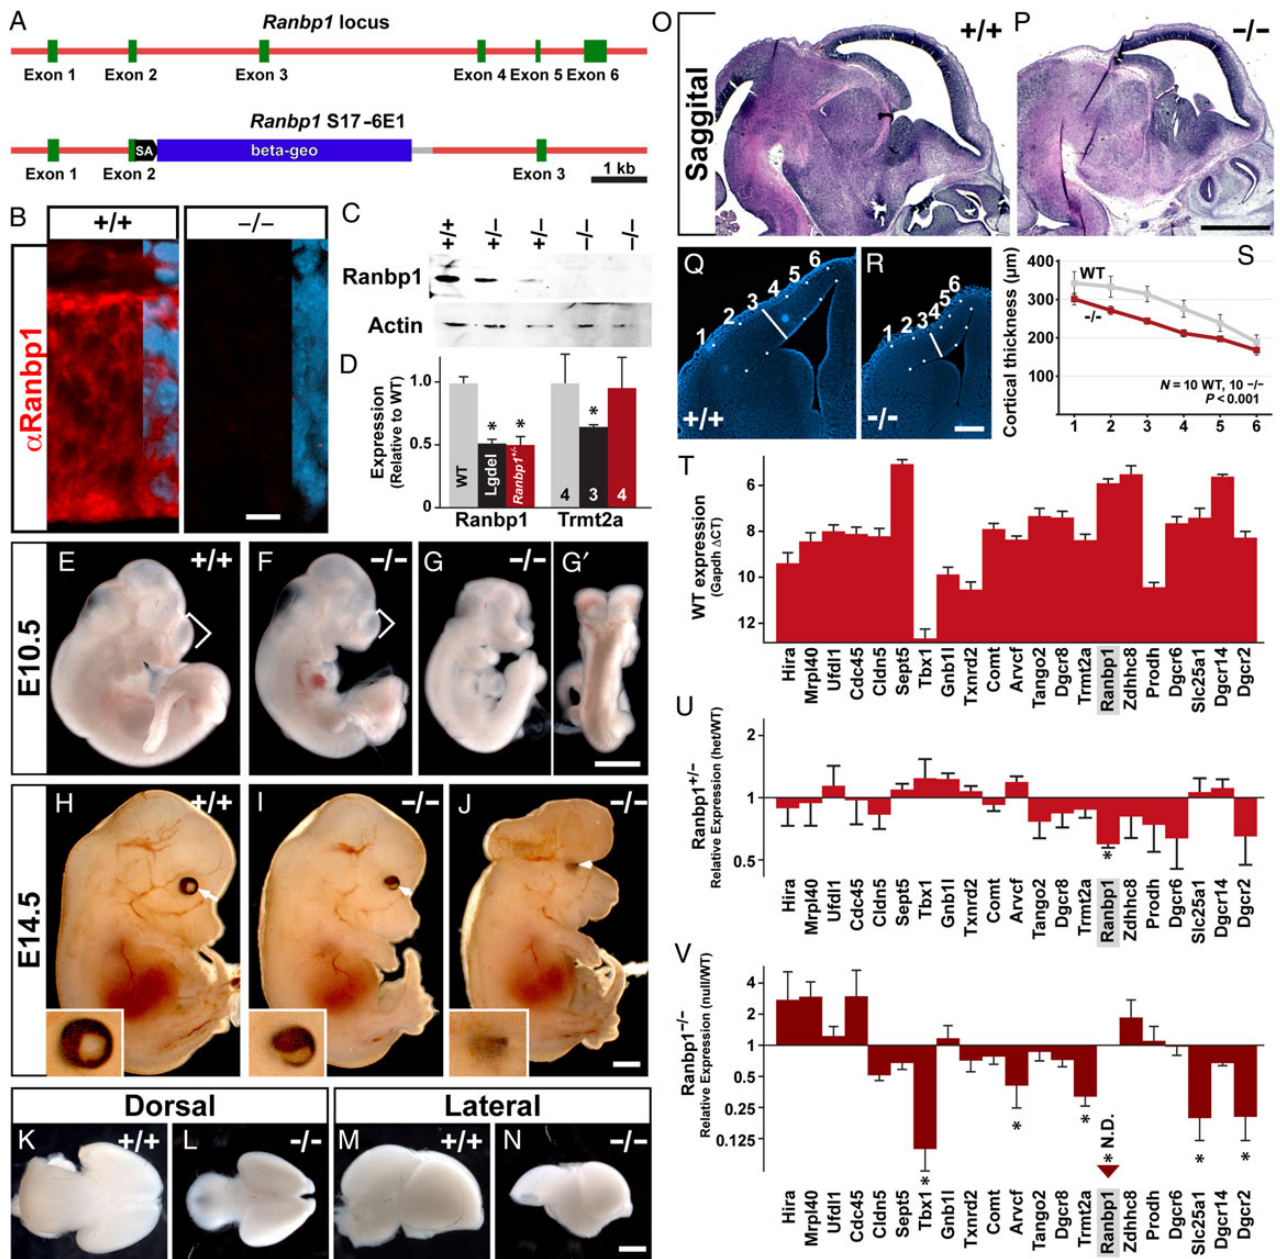 A
Ranbp1 locus
Exon 1 Exon 2 Exon 3 Exon 4 Exon 5 Exon 6
Ranbp1 S17-6E1
SA beta-geo
Exon 1 Exon 2 Exon 3 1 kb
B
+/+ −/−
αRanbp1
C
+/+ +/− +/− −/− −/−
Ranbp1
Actin
D
Expression
(Relative to WT)
1.0
0.5
0
* * *
WT Lgdel Ranbp1+/− 4 3 4
Ranbp1 Trmt2a
E10.5
E +/+ F −/− G −/− G′
E14.5
H +/+ I −/− J −/−
Dorsal Lateral
K +/+ L −/− M +/+ N −/−
Saggital
O +/+ P −/−
Q 1 2 3 4 5 6 +/+
R 1 2 3 4 5 6 −/−
S
Cortical thickness (µm)
400
300
200
100
WT
-/-
N = 10 WT, 10 −/−
P < 0.001
1 2 3 4 5 6
T
WT expression
(Gapdh ΔCT)
6
8
10
12
Hira Mrpl40 Ufdl1 Cdc45 Cldn5 Sept5 Tbx1 Gnb1l Txnrd2 Comt Arvcf Tango2 Dgcr8 Trmt2a Ranbp1 Zdhhc8 Prodh Dgcr6 Slc25a1 Dgcr14 Dgcr2
U
Ranbp1+/−
Relative Expression (het/WT)
2
1
0.5
*
Hira Mrpl40 Ufdl1 Cdc45 Cldn5 Sept5 Tbx1 Gnb1l Txnrd2 Comt Arvcf Tango2 Dgcr8 Trmt2a Ranbp1 Zdhhc8 Prodh Dgcr6 Slc25a1 Dgcr14 Dgcr2
V
Ranbp1−/−
Relative Expression (null/WT)
4
2
1
0.5
0.25
0.125
* * * * N.D. * *
Hira Mrpl40 Ufdl1 Cdc45 Cldn5 Sept5 Tbx1 Gnb1l Txnrd2 Comt Arvcf Tango2 Dgcr8 Trmt2a Ranbp1 Zdhhc8 Prodh Dgcr6 Slc25a1 Dgcr14 Dgcr2